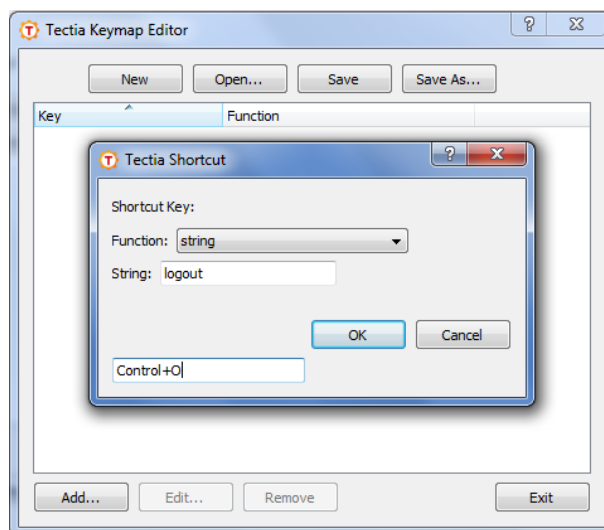 Tectia Keymap Editor
New Open... Save Save As...
Key Function
Tectia Shortcut
Shortcut Key:
Function: string
String: logout
OK Cancel
Control+O
Add... Edit... Remove Exit